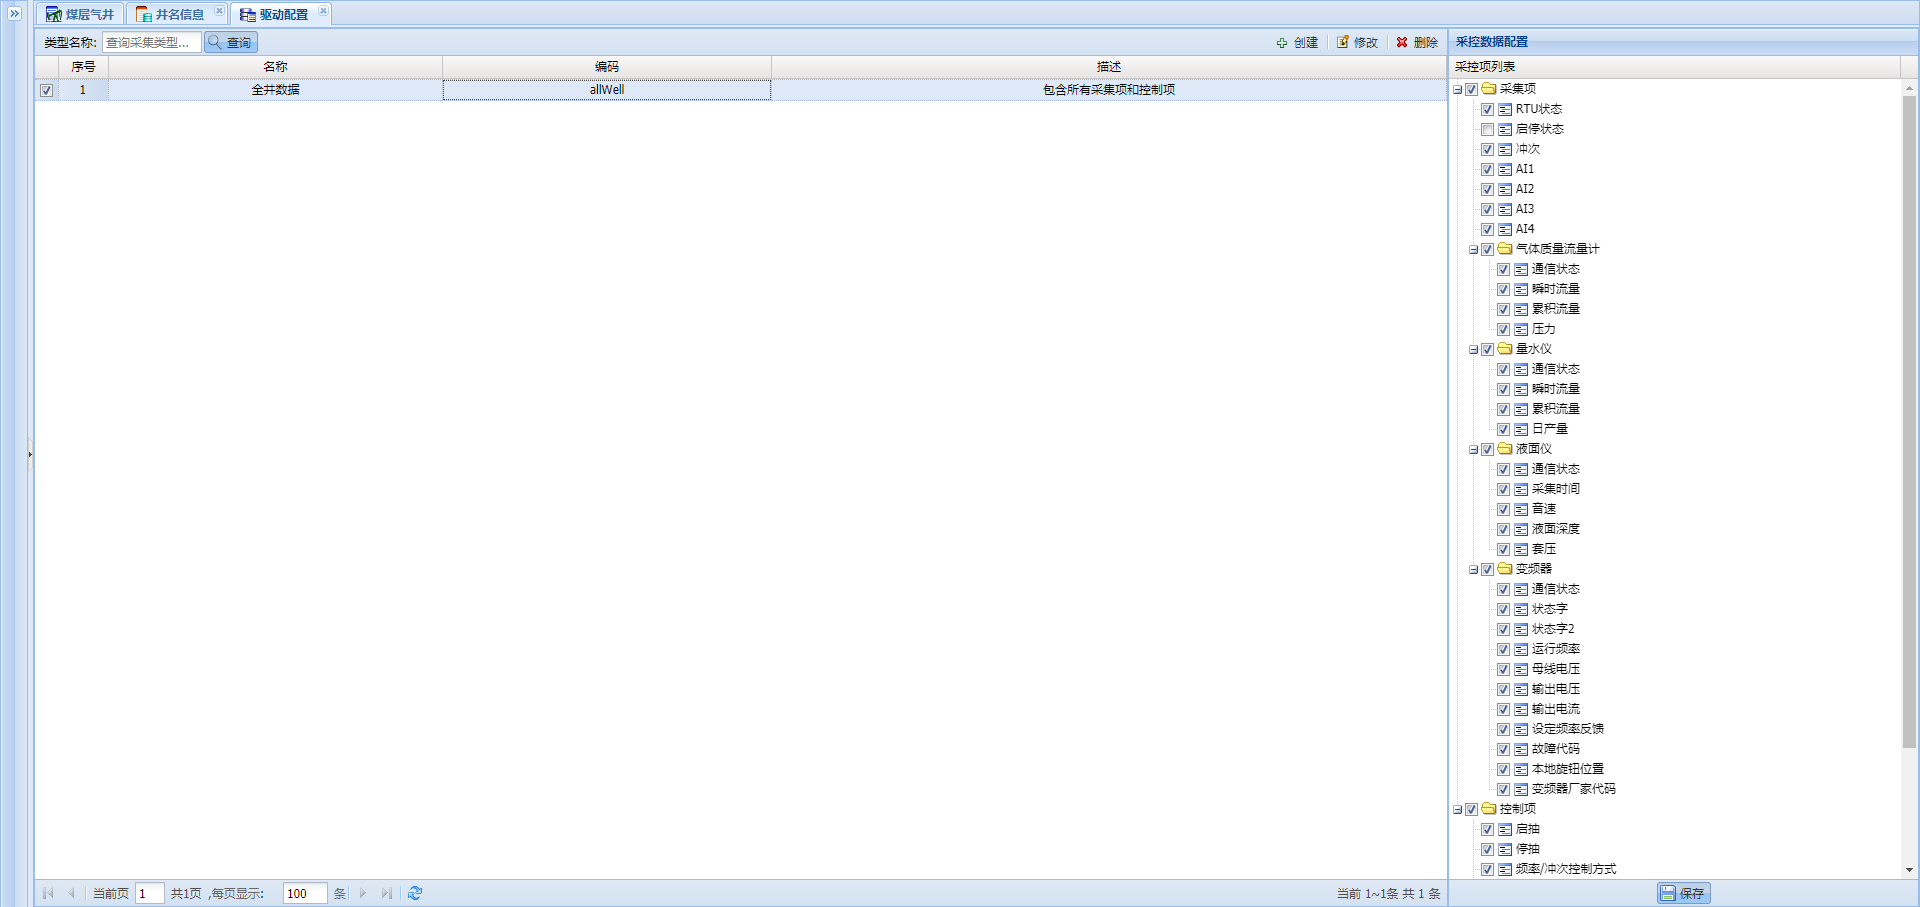 煤层气井 井名信息 驱动配置
类型名称: 查询采集类型... 查询 创建 修改 删除
序号 名称 编码 描述
1 全井数据 allWell 包含所有采集项和控制项
当前页 1 共1页 ,每页显示: 100 条 当前 1~1条 共 1 条
采控数据配置
采控项列表
采集项
RTU状态
启停状态
冲次
AI1
AI2
AI3
AI4
气体质量流量计
通信状态
瞬时流量
累积流量
压力
量水仪
通信状态
瞬时流量
累积流量
日产量
液面仪
通信状态
采集时间
音速
液面深度
套压
变频器
通信状态
状态字
状态字2
运行频率
母线电压
输出电压
输出电流
设定频率反馈
故障代码
本地旋钮位置
变频器厂家代码
控制项
启抽
停抽
频率/冲次控制方式
保存